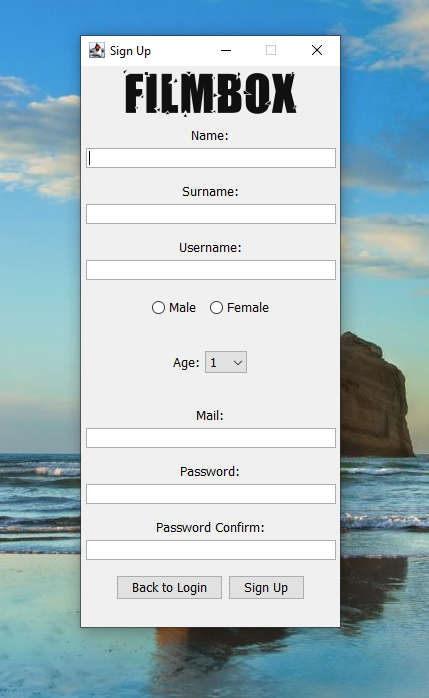 Sign Up
FILMBOX
Name:
Surname:
Username:
Male Female
Age: 1
Mail:
Password:
Password Confirm:
Back to Login Sign Up